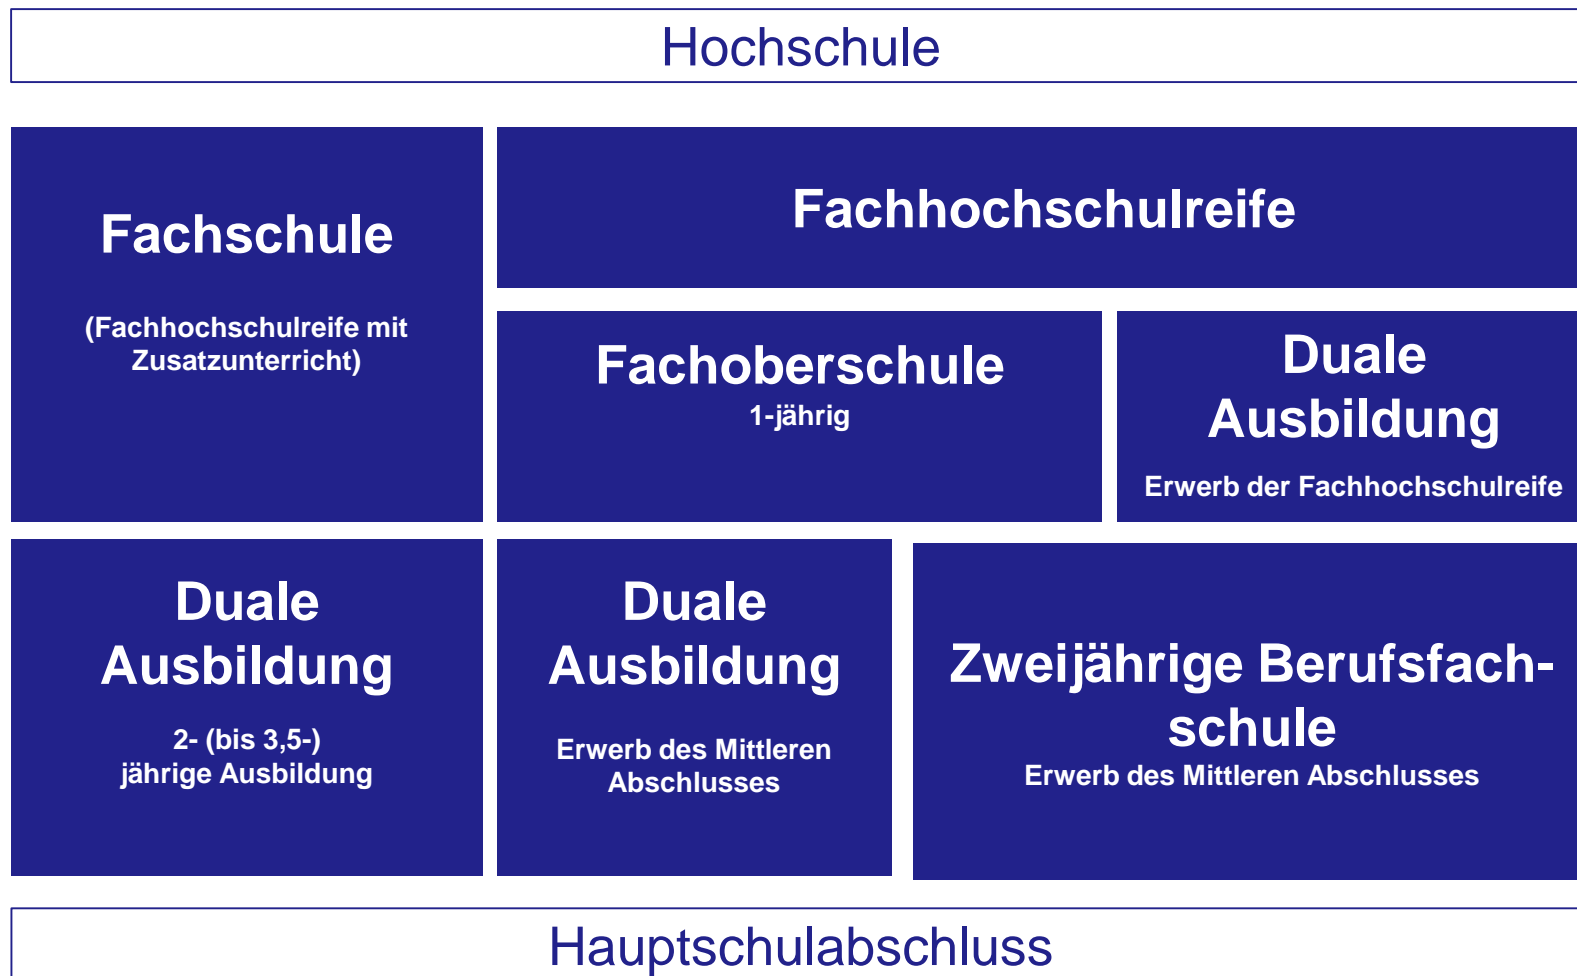 Hochschule
Fachschule
(Fachhochschulreife mit
Zusatzunterricht)
Fachhochschulreife
Fachoberschule
1-jährig
Duale
Ausbildung
Erwerb der Fachhochschulreife
Duale
Ausbildung
2- (bis 3,5-)
jährige Ausbildung
Duale
Ausbildung
Erwerb des Mittleren
Abschlusses
Zweijährige Berufsfach-
schule
Erwerb des Mittleren Abschlusses
Hauptschulabschluss